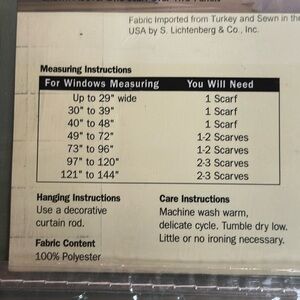 Fabric Imported from Turkey and Sewn in the
USA by S. Lichtenberg & Co., Inc.
Measuring Instructions
For Windows Measuring You Will Need
Up to 29" wide 1 Scarf
30" to 39" 1 Scarf
40" to 48" 1 Scarf
49" to 72" 1-2 Scarves
73" to 96" 1-2 Scarves
97" to 120" 2-3 Scarves
121" to 144" 2-3 Scarves
Hanging Instructions
Use a decorative
curtain rod.
Fabric Content
100% Polyester
Care Instructions
Machine wash warm,
delicate cycle. Tumble dry low.
Little or no ironing necessary.